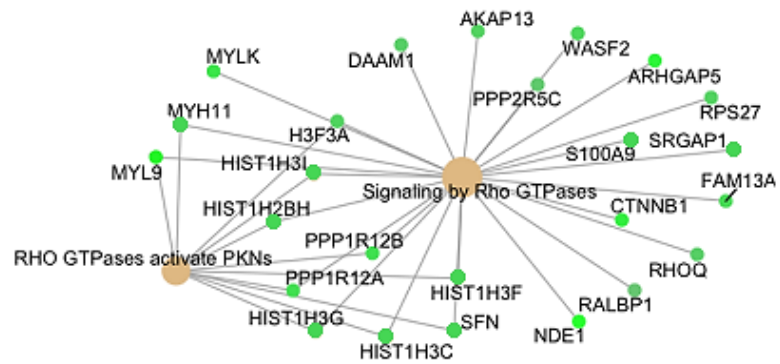 AKAP13
MYLK
DAAM1
WASF2
ARHGAP5
PPP2R5C
RPS27
MYH11
H3F3A
S100A9
SRGAP1
MYL9
HIST1H3I
Signaling by Rho GTPases
FAM13A
CTNNB1
HIST1H2BH
PPP1R12B
RHO GTPases activate PKNs
RHOQ
PPP1R12A
HIST1H3F
RALBP1
HIST1H3G
SFN
NDE1
HIST1H3C